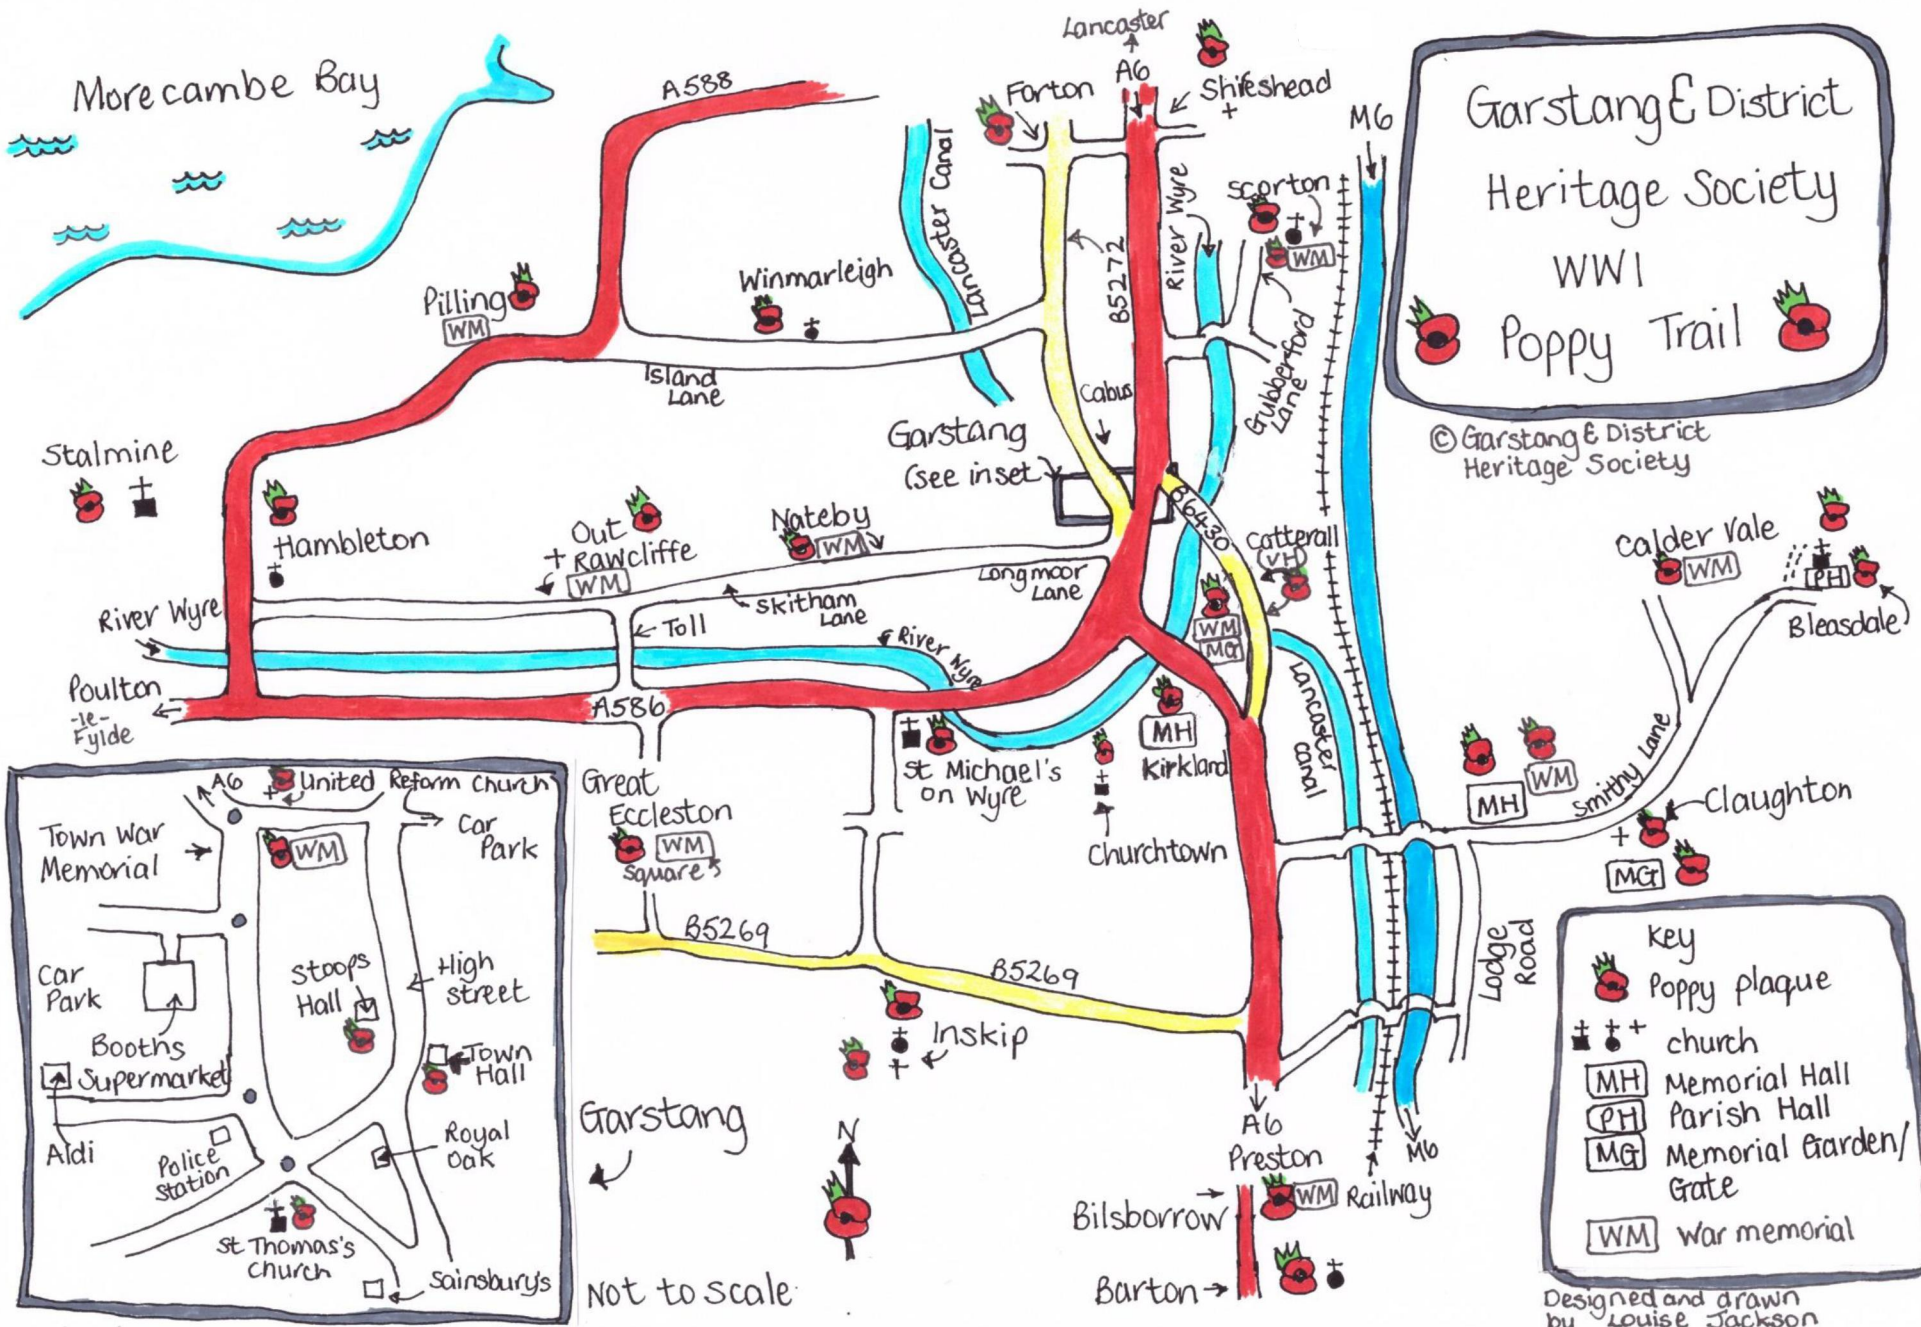 Garstang & District
Heritage Society
WW1
Poppy Trail
© Garstang & District
Heritage Society
Morecambe Bay
A588
Lancaster
A6
Forton
Shireshead
M6
Lancaster Canal
River Wyre
Scorton
WM
B5272
Gubberford
Lane
Pilling
WM
Winmarleigh
Island
Lane
Cabus
Garstang
(see inset
Stalmine
Hambleton
Out
Rawcliffe
WM
Nateby
WM
Longmoor
Lane
Skitham
Lane
Toll
B6430
Catterall
VH
WM
MG
Calder Vale
WM
PH
Bleasdale
River Wyre
River Wyre
Poulton
-le-
Fylde
A586
St Michael's
on Wyre
MH
Kirkland
Churchtown
Lancaster
canal
MH
WM
Smithy Lane
Claughton
MG
Lodge
Road
Great
Eccleston
WM
Square
B5269
B5269
Inskip
A6
Preston
M6
Railway
Bilsborrow
WM
Barton
Garstang
N
Not to scale
A6
United Reform Church
Town War
Memorial
WM
Car
Park
Car
Park
Stoops
Hall
High
street
Booths
Supermarket
Town
Hall
Aldi
Police
Station
Royal
Oak
St Thomas's
church
Sainsbury's
Key
Poppy plaque
church
MH Memorial Hall
PH Parish Hall
MG Memorial Garden/
Gate
WM War memorial
Designed and drawn
by Louise Jackson